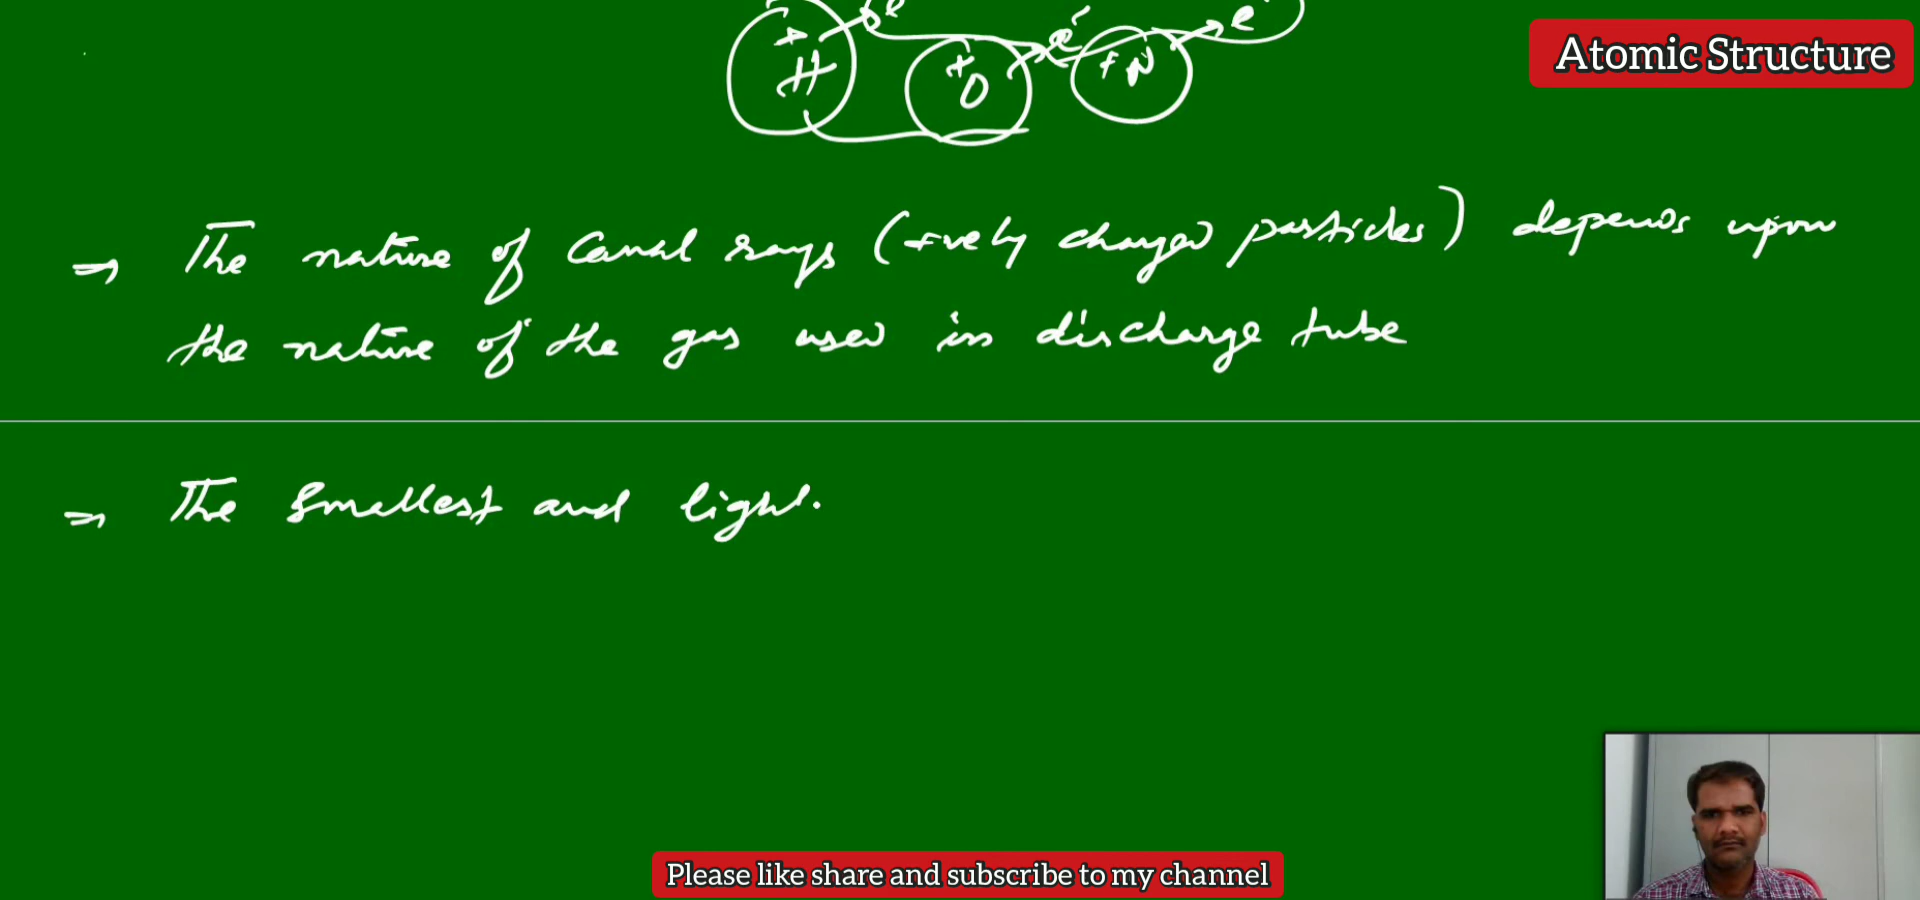 Atomic Structure
+ H e
+ O e
+ N e
⇒ The nature of Canal rays (+vely charged particles) depends upon
the nature of the gas used in discharge tube
⇒ The Smallest and light.
Please like share and subscribe to my channel